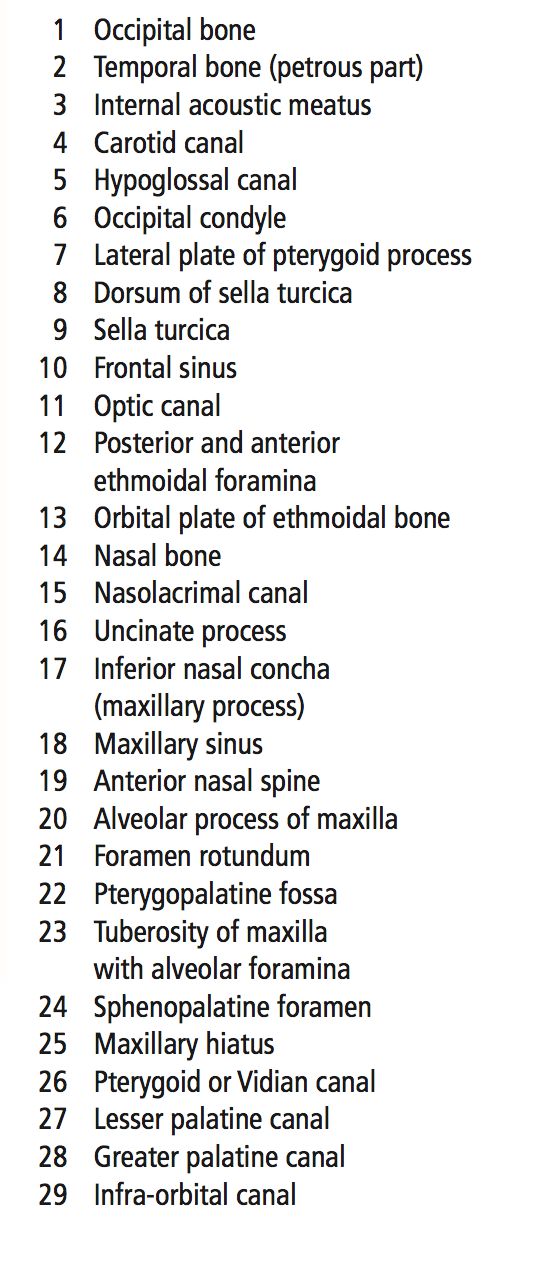 1 Occipital bone
2 Temporal bone (petrous part)
3 Internal acoustic meatus
4 Carotid canal
5 Hypoglossal canal
6 Occipital condyle
7 Lateral plate of pterygoid process
8 Dorsum of sella turcica
9 Sella turcica
10 Frontal sinus
11 Optic canal
12 Posterior and anterior
ethmoidal foramina
13 Orbital plate of ethmoidal bone
14 Nasal bone
15 Nasolacrimal canal
16 Uncinate process
17 Inferior nasal concha
(maxillary process)
18 Maxillary sinus
19 Anterior nasal spine
20 Alveolar process of maxilla
21 Foramen rotundum
22 Pterygopalatine fossa
23 Tuberosity of maxilla
with alveolar foramina
24 Sphenopalatine foramen
25 Maxillary hiatus
26 Pterygoid or Vidian canal
27 Lesser palatine canal
28 Greater palatine canal
29 Infra-orbital canal